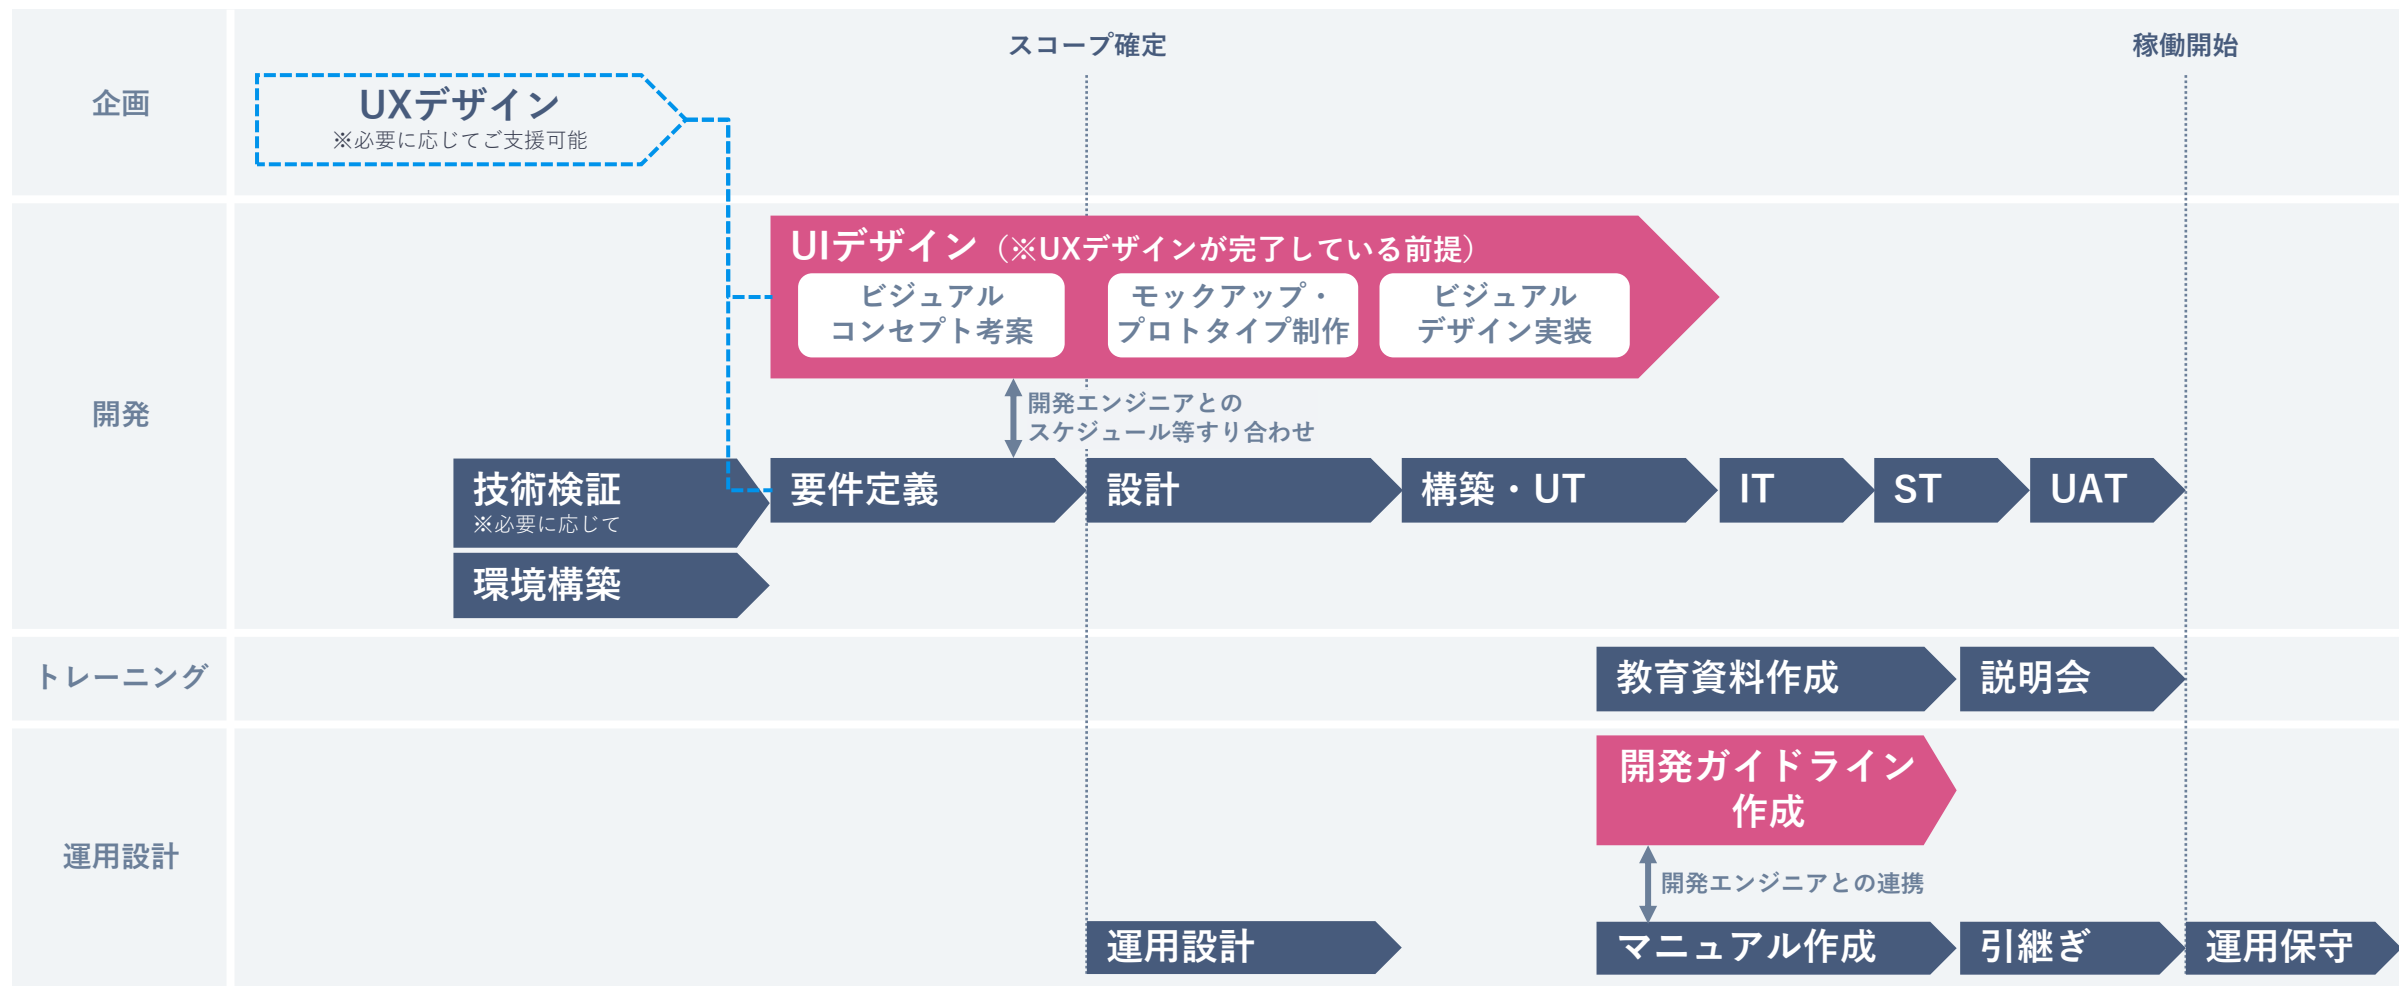 スコープ確定
稼働開始
企画
UXデザイン
※必要に応じてご支援可能
開発
UIデザイン（※UXデザインが完了している前提）
ビジュアル
コンセプト考案
モックアップ・
プロトタイプ制作
ビジュアル
デザイン実装
開発エンジニアとの
スケジュール等すり合わせ
技術検証
※必要に応じて
要件定義
設計
構築・UT
IT
ST
UAT
環境構築
トレーニング
教育資料作成
説明会
運用設計
開発ガイドライン
作成
開発エンジニアとの連携
運用設計
マニュアル作成
引継ぎ
運用保守